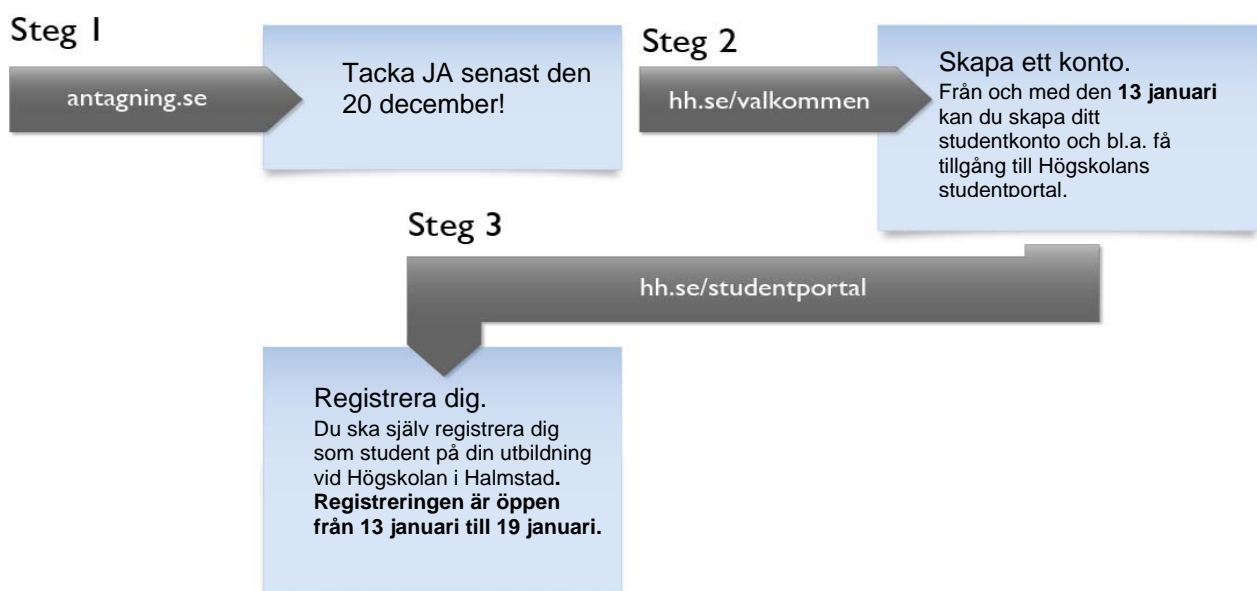 Steg 1
antagning.se
Tacka JA senast den
20 december!
Steg 2
hh.se/valkommen
Skapa ett konto.
Från och med den 13 januari
kan du skapa ditt
studentkonto och bl.a. få
tillgång till Högskolans
studentportal.
Steg 3
hh.se/studentportal
Registrera dig.
Du ska själv registrera dig
som student på din utbildning
vid Högskolan i Halmstad.
Registreringen är öppen
från 13 januari till 19 januari.